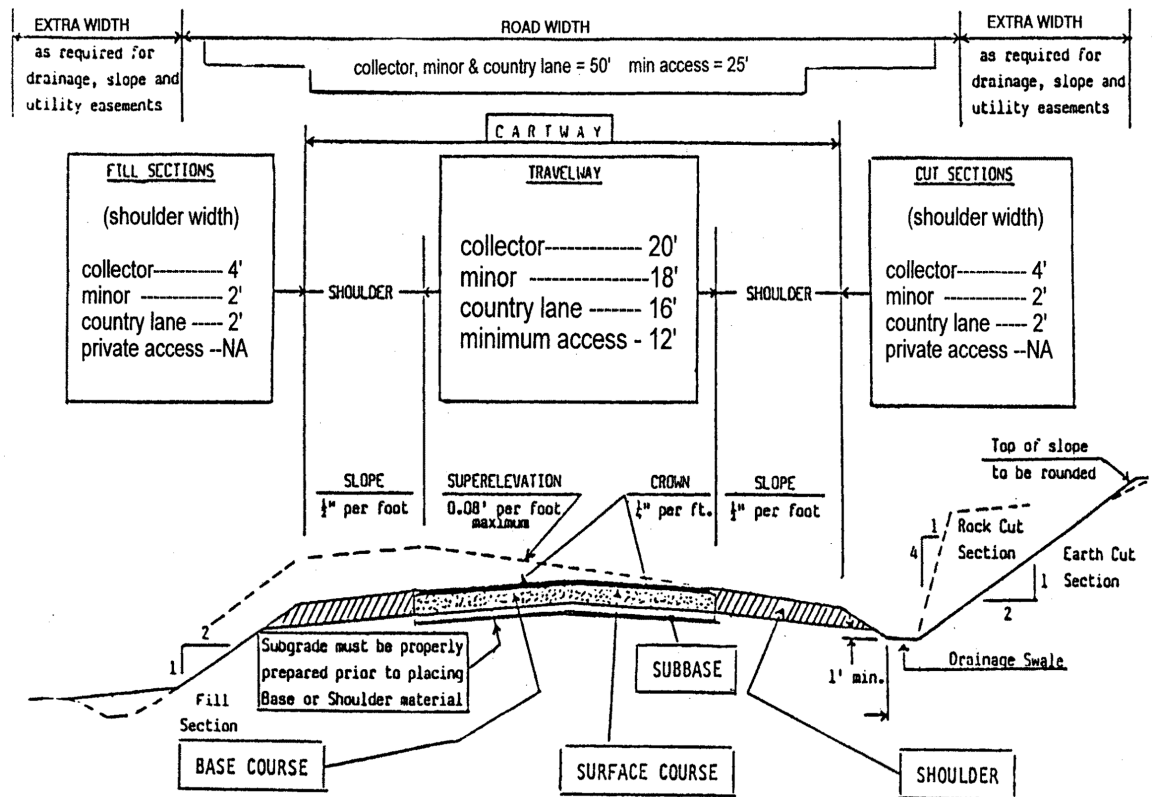 EXTRA WIDTH
as required for
drainage, slope and
utility easements
ROAD WIDTH
collector, minor & country lane = 50' min access = 25'
EXTRA WIDTH
as required for
drainage, slope and
utility easements
CARTWAY
FILL SECTIONS
(shoulder width)
collector----------- 4'
minor ------------- 2'
country lane ----- 2'
private access --NA
SHOULDER
TRAVELWAY
collector--------------- 20'
minor ---------------- 18'
country lane -------- 16'
minimum access - 12'
SHOULDER
CUT SECTIONS
(shoulder width)
collector----------- 4'
minor ------------- 2'
country lane ----- 2'
private access --NA
SLOPE
½" per foot
SUPERELEVATION
0.08' per foot
maximum
CROWN
¼" per ft.
SLOPE
½" per foot
Top of slope
to be rounded
1
4
Rock Cut
Section
Earth Cut
Section
1
2
2
1
Fill
Section
Subgrade must be properly
prepared prior to placing
Base or Shoulder material
SUBBASE
1' min.
Drainage Swale
BASE COURSE
SURFACE COURSE
SHOULDER